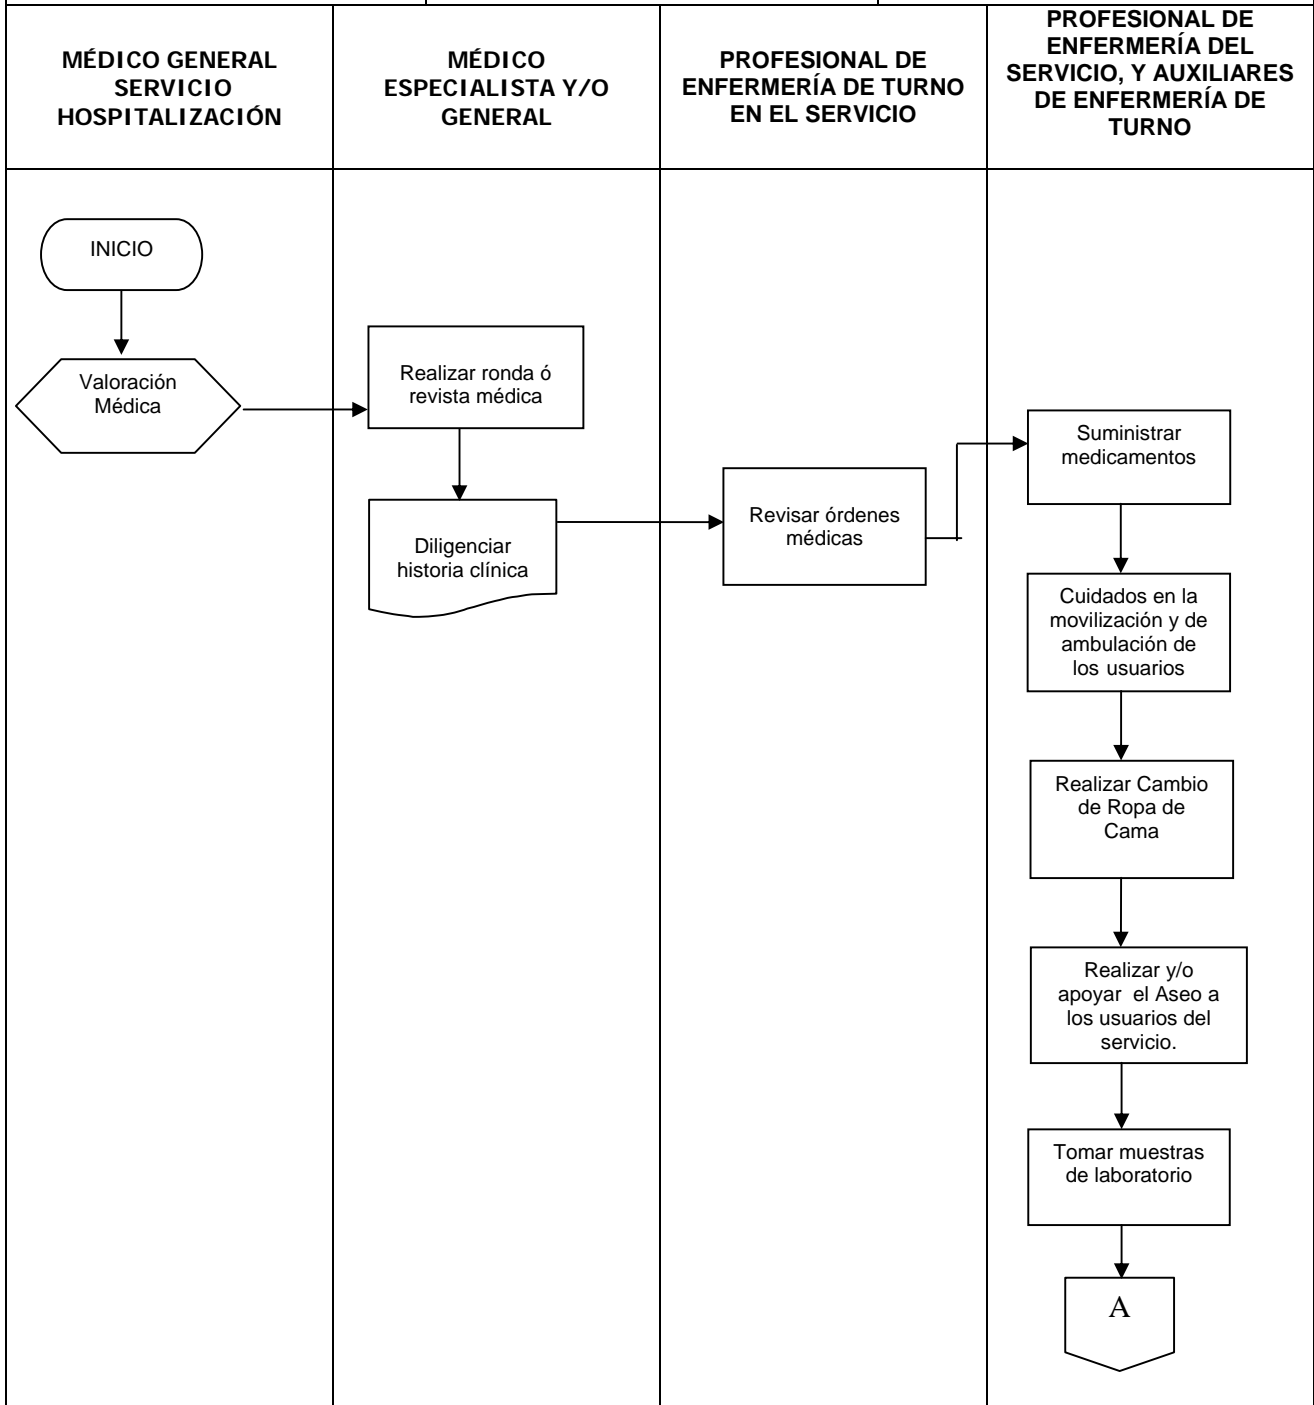 MÉDICO GENERAL
SERVICIO
HOSPITALIZACIÓN
MÉDICO
ESPECIALISTA Y/O
GENERAL
PROFESIONAL DE
ENFERMERÍA DE TURNO
EN EL SERVICIO
PROFESIONAL DE
ENFERMERÍA DEL
SERVICIO, Y AUXILIARES
DE ENFERMERÍA DE
TURNO
INICIO
Valoración
Médica
Realizar ronda ó
revista médica
Diligenciar
historia clínica
Revisar órdenes
médicas
Suministrar
medicamentos
Cuidados en la
movilización y de
ambulación de
los usuarios
Realizar Cambio
de Ropa de
Cama
Realizar y/o
apoyar el Aseo a
los usuarios del
servicio.
Tomar muestras
de laboratorio
A